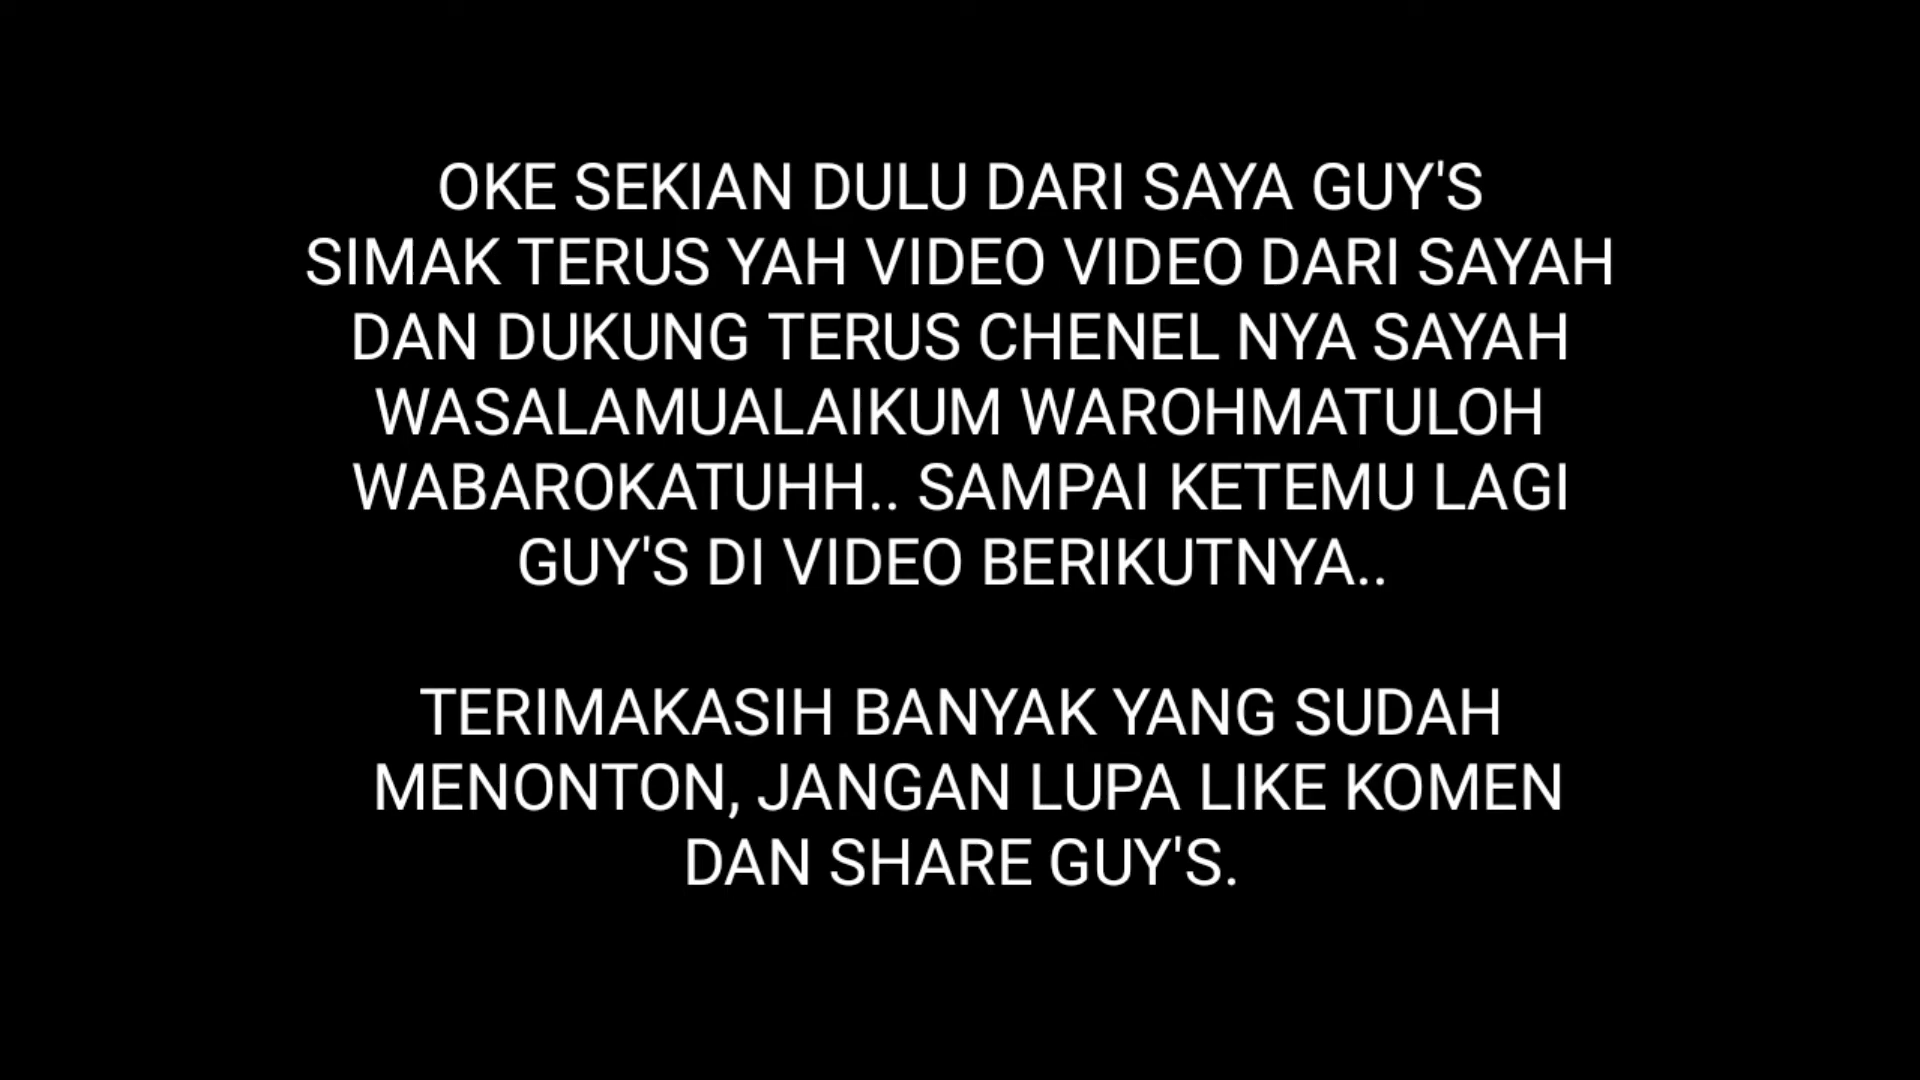 OKE SEKIAN DULU DARI SAYA GUY'S
SIMAK TERUS YAH VIDEO VIDEO DARI SAYAH
DAN DUKUNG TERUS CHENEL NYA SAYAH
WASALAMUALAIKUM WAROHMATULOH
WABAROKATUHH.. SAMPAI KETEMU LAGI
GUY'S DI VIDEO BERIKUTNYA..
TERIMAKASIH BANYAK YANG SUDAH
MENONTON, JANGAN LUPA LIKE KOMEN
DAN SHARE GUY'S.